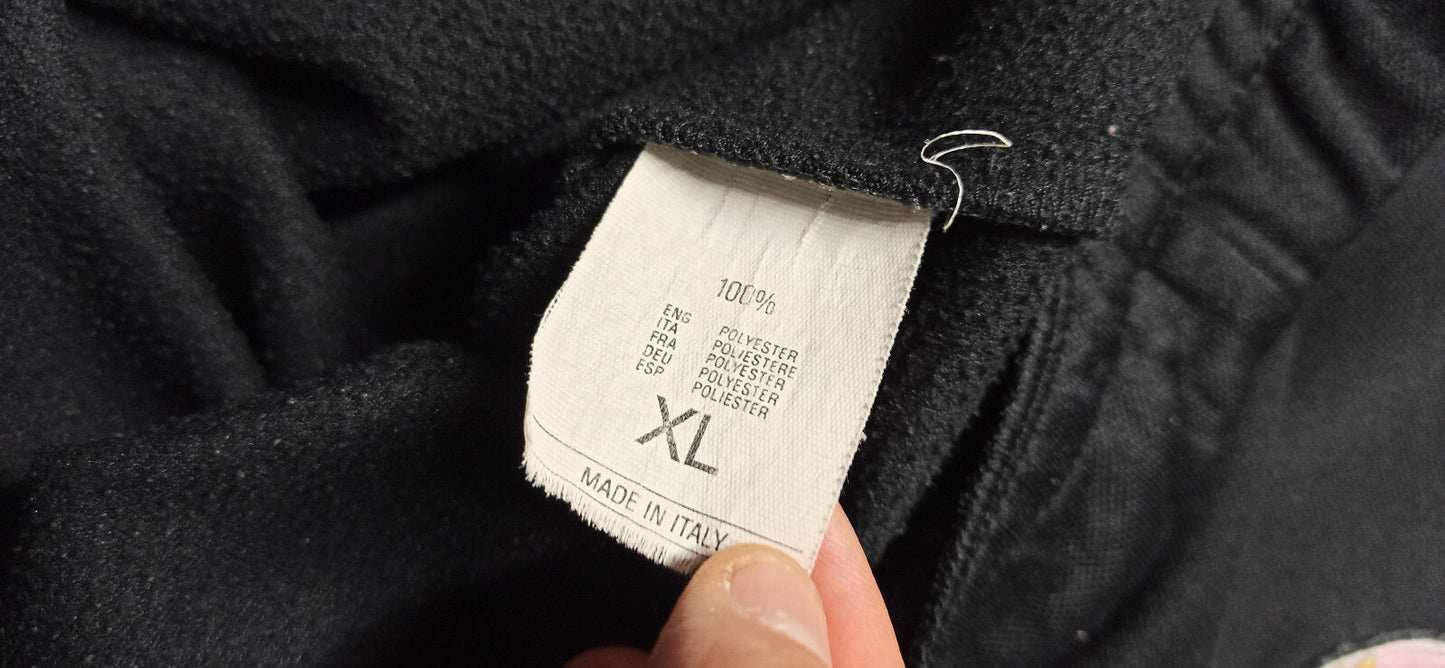 100%
ENG POLYESTER
ITA POLIESTERE
FRA POLYESTER
DEU POLYESTER
ESP POLIESTER
XL
MADE IN ITALY